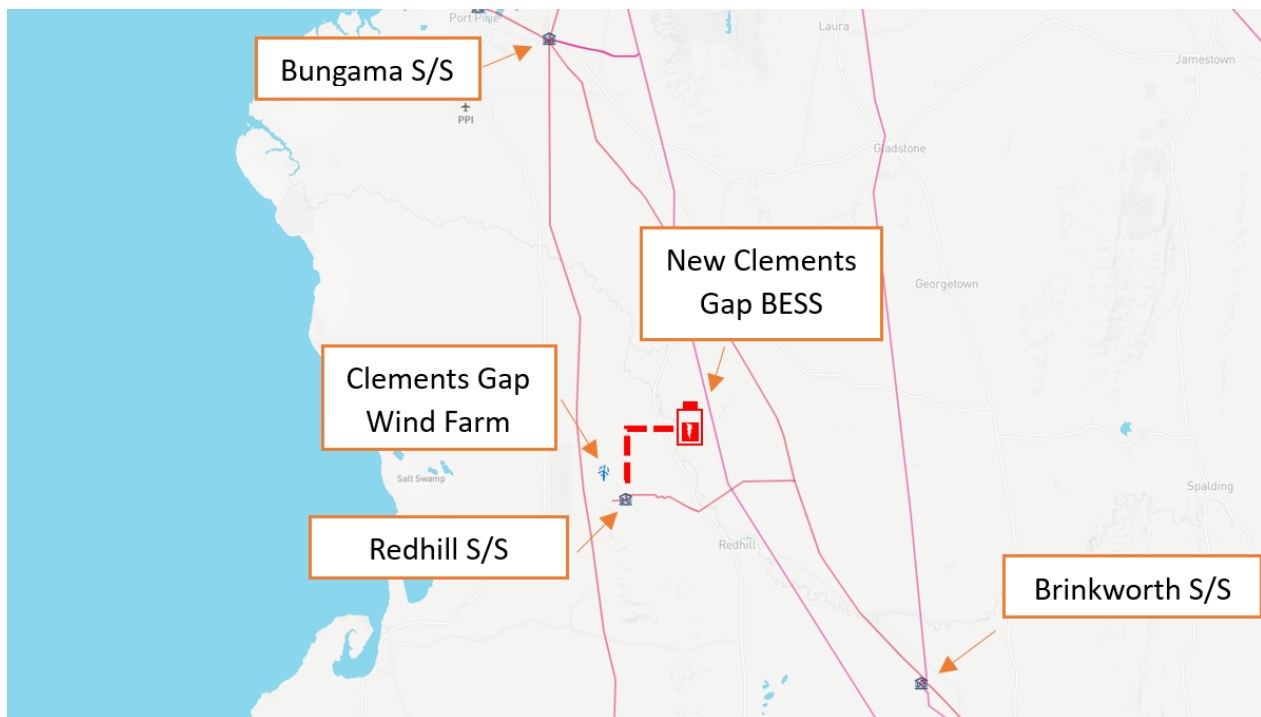 Port Pirie
Laura
Bungama S/S
Jamestown
PPI
Gladstone
New Clements
Gap BESS
Georgetown
Clements Gap
Wind Farm
Salt Swamp
Spalding
Redhill S/S
Redhill
Brinkworth S/S